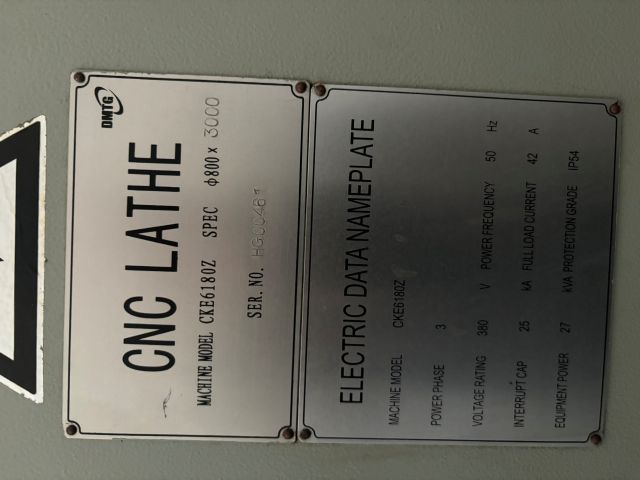 DMTG
CNC LATHE
MACHINE MODEL CKE6180Z SPEC Φ800× 3000
SER. NO.
ELECTRIC DATA NAMEPLATE
MACHINE MODEL CKE6180Z
POWER PHASE 3
VOLTAGE RATING 380 V POWER FREQUENCY 50 Hz
INTERRUPT CAP 25 kA FULL LOAD CURRENT 42 A
EQUIPMENT POWER 27 kVA PROTECTION GRADE IP54